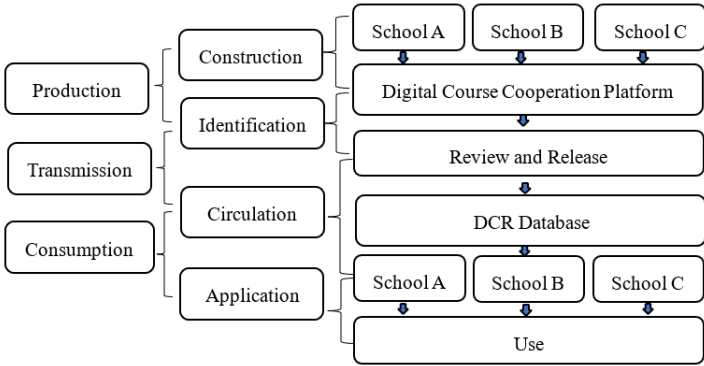 School A
School B
School C
Construction
Production
Digital Course Cooperation Platform
Identification
Transmission
Review and Release
Circulation
DCR Database
Consumption
Application
School A
School B
School C
Use